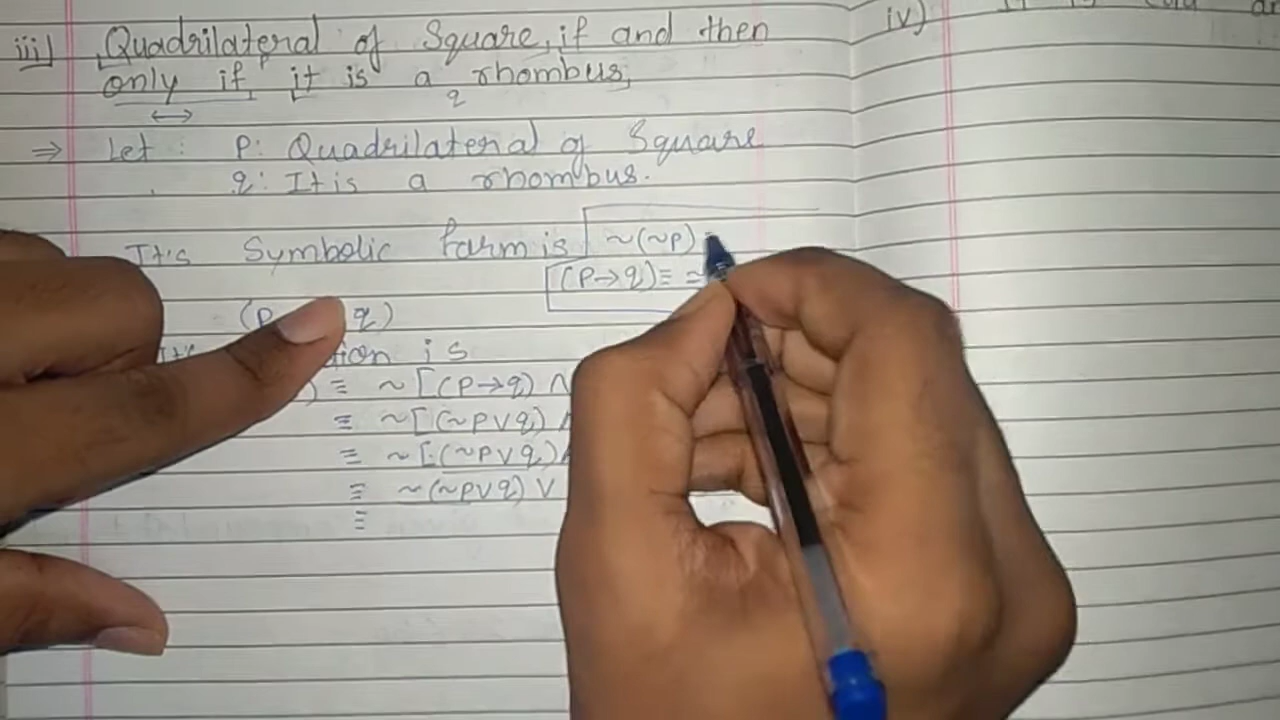 iii) Quadrilateral of Square, if and then
only if, it is a rhombus,
p
q
↔
⇒ Let : P: Quadrilateral of Square
q: It is a rhombus.
It's Symbolic farm is ~(~p)
(P→q) ≡ ~
(p q)
is
) ≡ ~[(P→q) ∧
≡ ~[(~P∨q) ∧
≡ ~[(~P∨q) ∧
≡ ~(~P∨q) ∨
≡
iv)